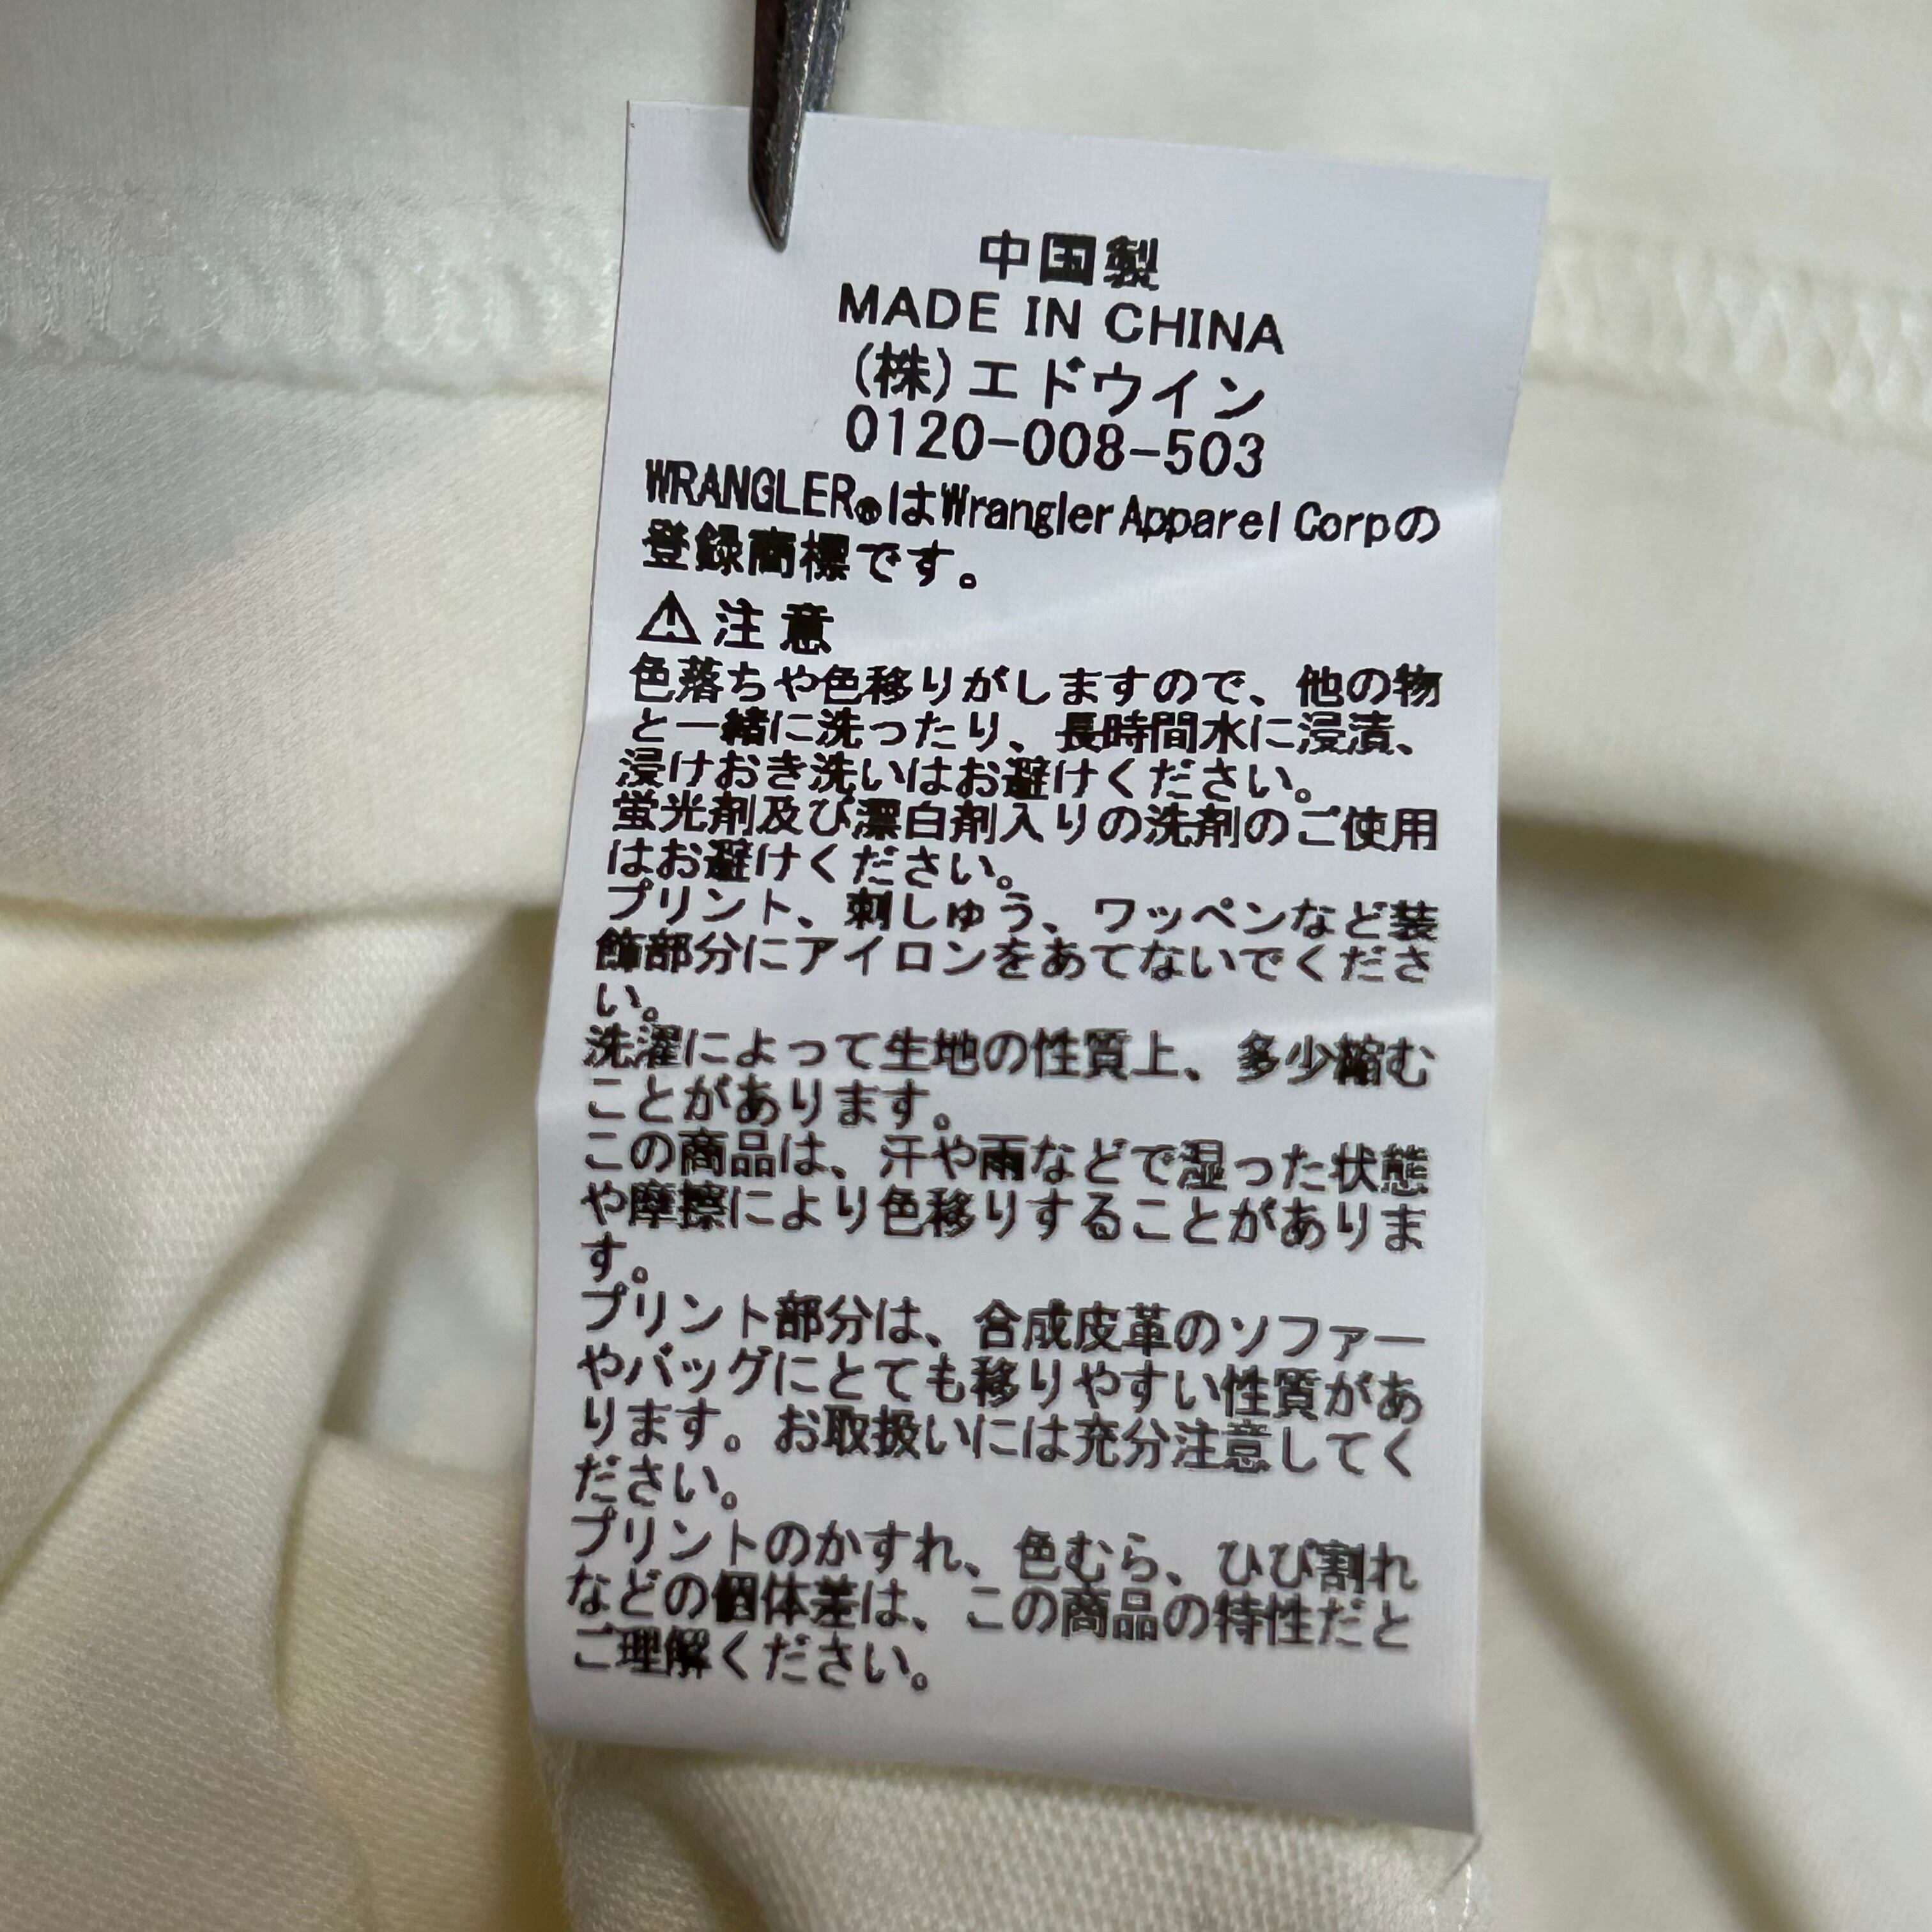 中国製
MADE IN CHINA
(株)エドウイン
0120-008-503
WRANGLER®はWrangler Apparel Corpの
登録商標です。
⚠注意
色落ちや色移りがしますので、他の物
と一緒に洗ったり、長時間水に浸漬、
浸けおき洗いはお避けください。
蛍光剤及び漂白剤入りの洗剤のご使用
はお避けください。
プリント、刺しゅう、ワッペンなど装
飾部分にアイロンをあてないでくださ
い。
洗濯によって生地の性質上、多少縮む
ことがあります。
この商品は、汗や雨などで湿った状態
や摩擦により色移りすることがありま
す。
プリント部分は、合成皮革のソファー
やバッグにとても移りやすい性質があ
ります。お取扱いには充分注意してく
ださい。
プリントのかすれ、色むら、ひび割れ
などの個体差は、この商品の特性だと
ご理解ください。